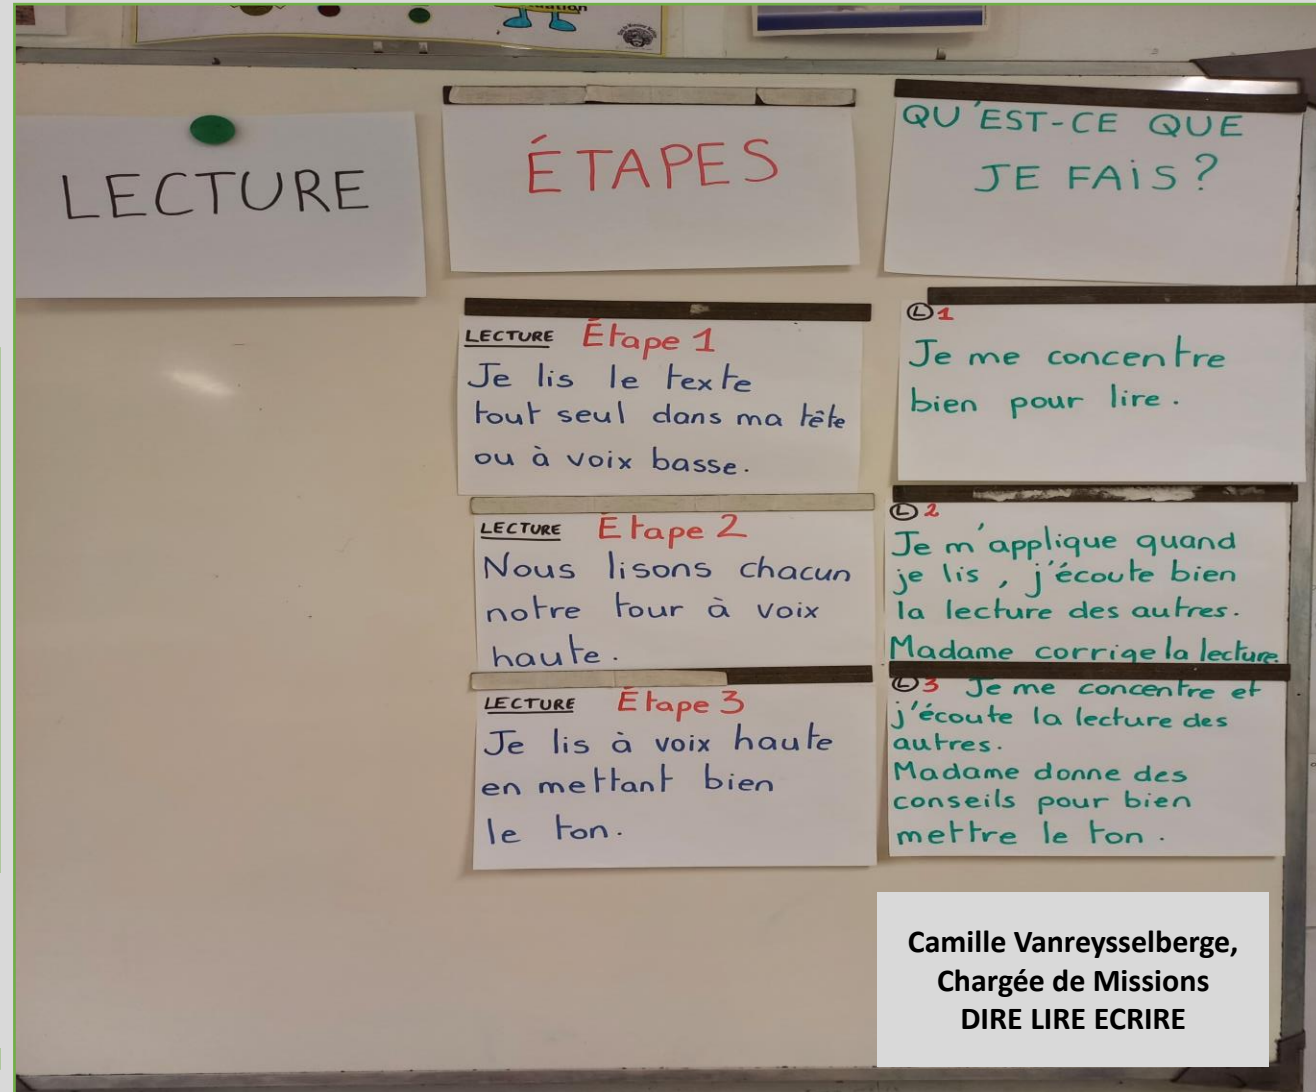 LECTURE
ÉTAPES
QU'EST-CE QUE
JE FAIS?
LECTURE Étape 1
Je lis le texte
tout seul dans ma tête
ou à voix basse.
L 1
Je me concentre
bien pour lire.
LECTURE Étape 2
Nous lisons chacun
notre tour à voix
haute.
L 2
Je m'applique quand
je lis, j'écoute bien
la lecture des autres.
Madame corrige la lecture.
LECTURE Étape 3
Je lis à voix haute
en mettant bien
le ton.
L 3 Je me concentre et
j'écoute la lecture des
autres.
Madame donne des
conseils pour bien
mettre le ton.
Camille Vanreysselberge,
Chargée de Missions
DIRE LIRE ECRIRE